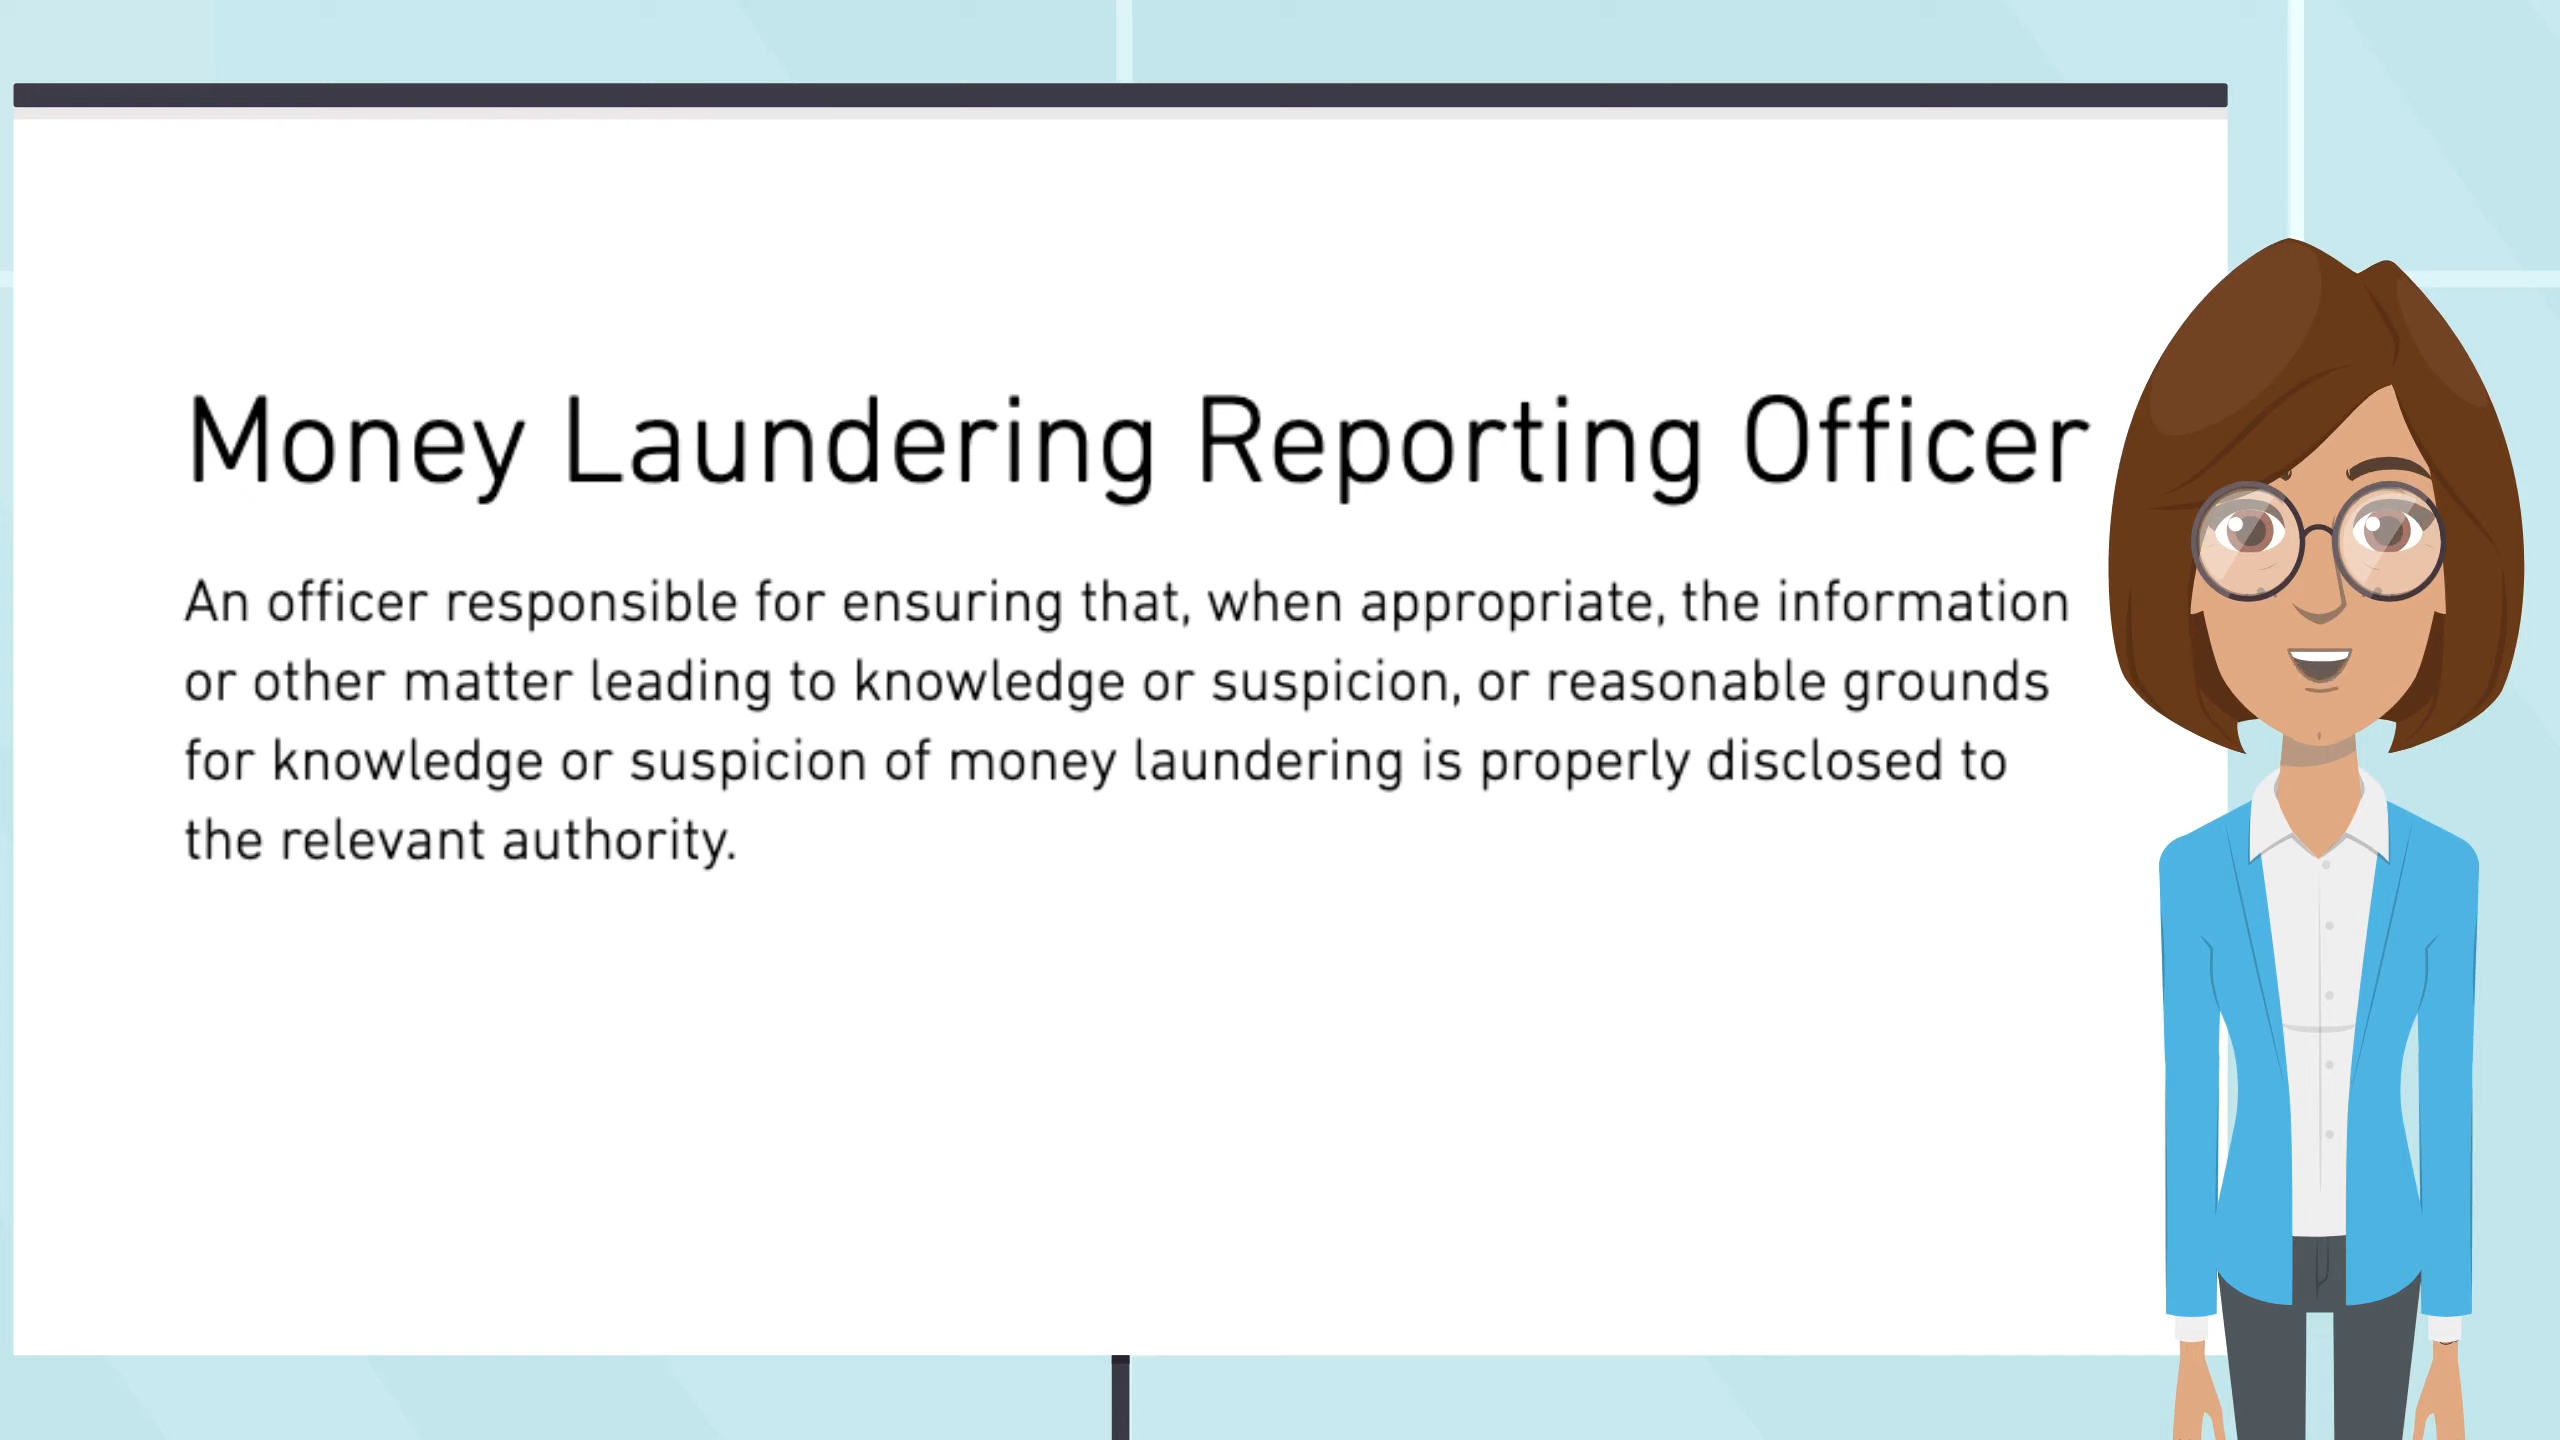 Money Laundering Reporting Officer
An officer responsible for ensuring that, when appropriate, the information
or other matter leading to knowledge or suspicion, or reasonable grounds
for knowledge or suspicion of money laundering is properly disclosed to
the relevant authority.